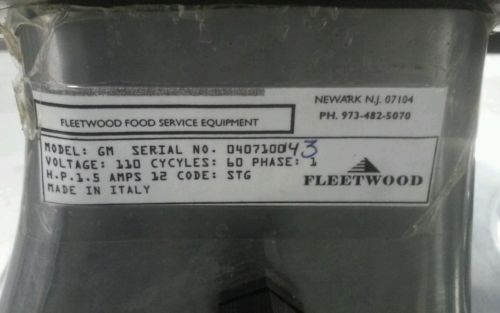 NEWARK N.J. 07104
FLEETWOOD FOOD SERVICE EQUIPMENT
PH. 973-482-5070
MODEL: GM SERIAL NO. 040710043
VOLTAGE: 110 CYCYLES: 60 PHASE: 1
H.P.1.5 AMPS 12 CODE: STG
MADE IN ITALY
FLEETWOOD